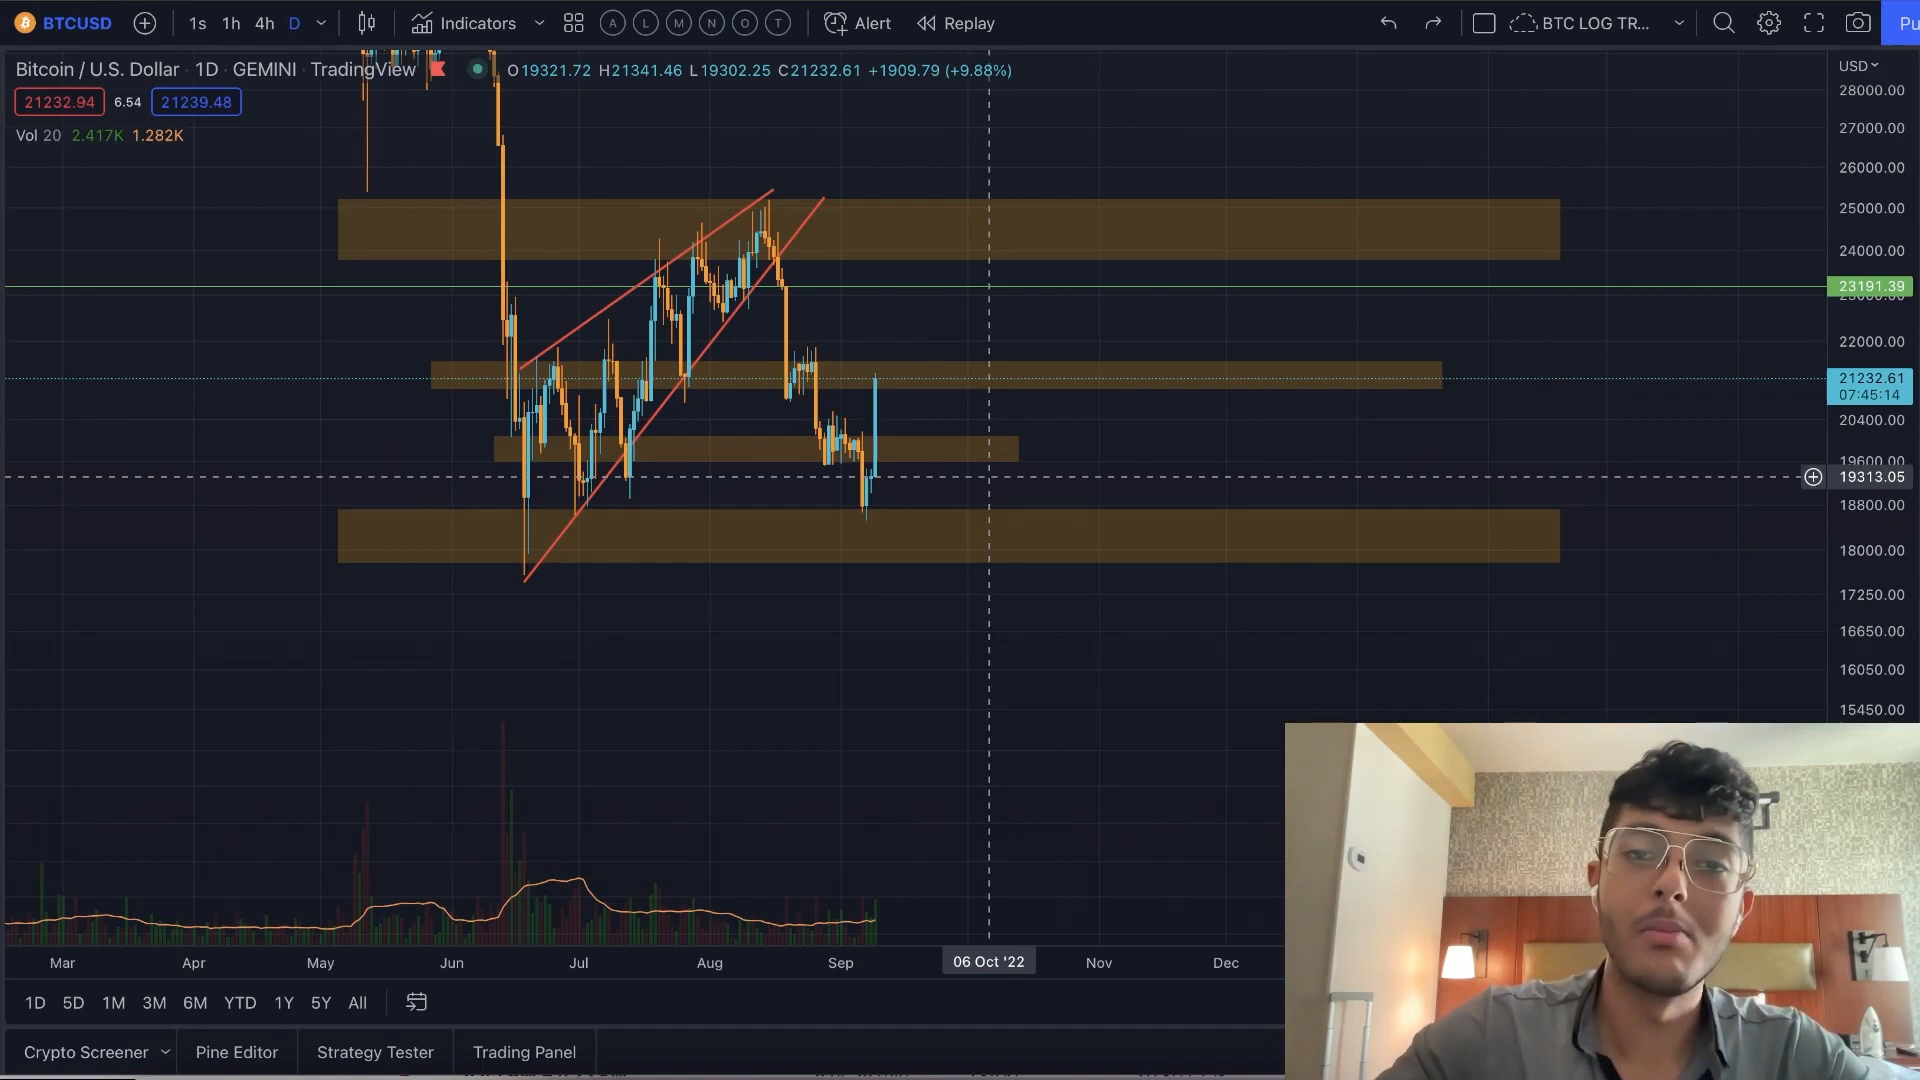 BTCUSD 1s 1h 4h D Indicators A L M N O T Alert Replay BTC LOG TR... Pu
Bitcoin / U.S. Dollar · 1D · GEMINI · TradingView O19321.72 H21341.46 L19302.25 C21232.61 +1909.79 (+9.88%) USD
21232.94 6.54 21239.48
Vol 20 2.417K 1.282K
28000.00
27000.00
26000.00
25000.00
24000.00
23191.39
22000.00
21232.61
07:45:14
20400.00
19600.00
19313.05
18800.00
18000.00
17250.00
16650.00
16050.00
15450.00
Mar Apr May Jun Jul Aug Sep 06 Oct '22 Nov Dec
1D 5D 1M 3M 6M YTD 1Y 5Y All
Crypto Screener Pine Editor Strategy Tester Trading Panel